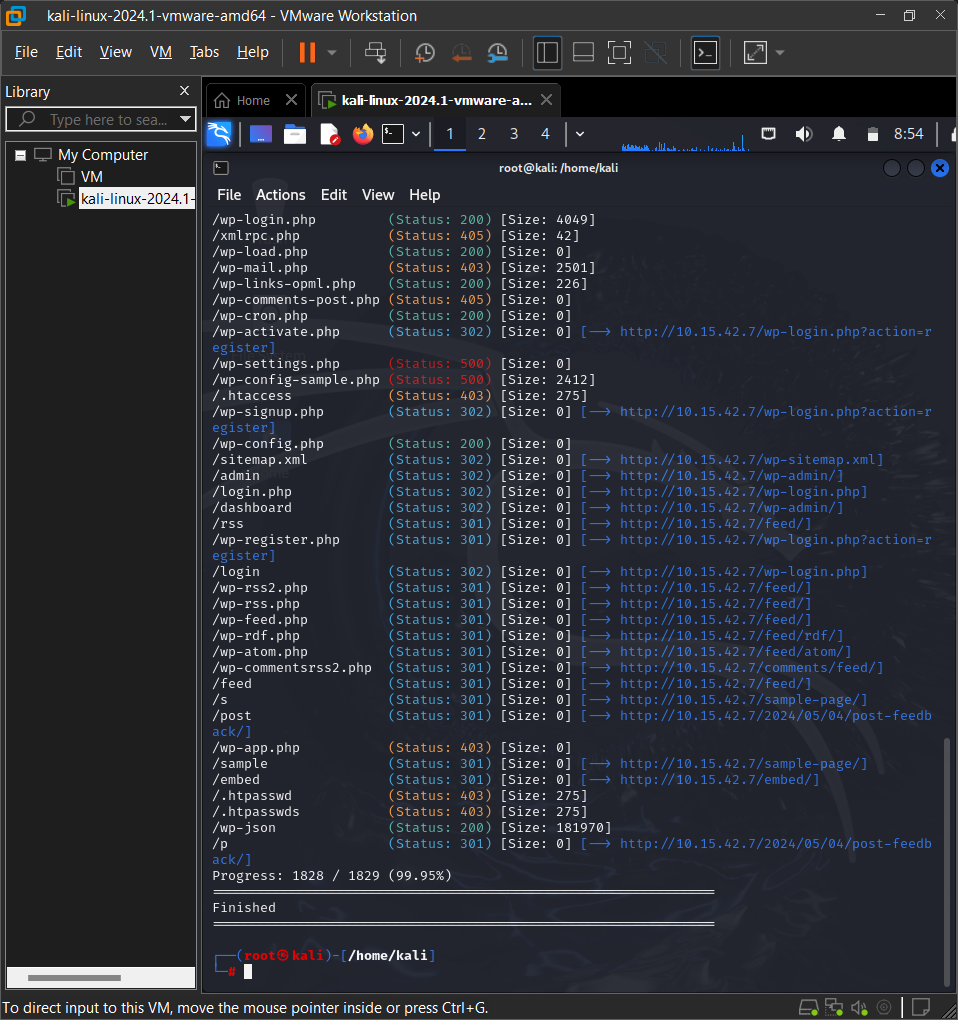 kali-linux-2024.1-vmware-amd64 - VMware Workstation
File Edit View VM Tabs Help
Library
Type here to sea...
My Computer
VM
kali-linux-2024.1-
Home
kali-linux-2024.1-vmware-a...
1 2 3 4 8:54
root@kali: /home/kali
File Actions Edit View Help
/wp-login.php (Status: 200) [Size: 4049]
/xmlrpc.php (Status: 405) [Size: 42]
/wp-load.php (Status: 200) [Size: 0]
/wp-mail.php (Status: 403) [Size: 2501]
/wp-links-opml.php (Status: 200) [Size: 226]
/wp-comments-post.php (Status: 405) [Size: 0]
/wp-cron.php (Status: 200) [Size: 0]
/wp-activate.php (Status: 302) [Size: 0] [--> http://10.15.42.7/wp-login.php?action=r
egister]
/wp-settings.php (Status: 500) [Size: 0]
/wp-config-sample.php (Status: 500) [Size: 2412]
/.htaccess (Status: 403) [Size: 275]
/wp-signup.php (Status: 302) [Size: 0] [--> http://10.15.42.7/wp-login.php?action=r
egister]
/wp-config.php (Status: 200) [Size: 0]
/sitemap.xml (Status: 302) [Size: 0] [--> http://10.15.42.7/wp-sitemap.xml]
/admin (Status: 302) [Size: 0] [--> http://10.15.42.7/wp-admin/]
/login.php (Status: 302) [Size: 0] [--> http://10.15.42.7/wp-login.php]
/dashboard (Status: 302) [Size: 0] [--> http://10.15.42.7/wp-admin/]
/rss (Status: 301) [Size: 0] [--> http://10.15.42.7/feed/]
/wp-register.php (Status: 301) [Size: 0] [--> http://10.15.42.7/wp-login.php?action=r
egister]
/login (Status: 302) [Size: 0] [--> http://10.15.42.7/wp-login.php]
/wp-rss2.php (Status: 301) [Size: 0] [--> http://10.15.42.7/feed/]
/wp-rss.php (Status: 301) [Size: 0] [--> http://10.15.42.7/feed/]
/wp-feed.php (Status: 301) [Size: 0] [--> http://10.15.42.7/feed/]
/wp-rdf.php (Status: 301) [Size: 0] [--> http://10.15.42.7/feed/rdf/]
/wp-atom.php (Status: 301) [Size: 0] [--> http://10.15.42.7/feed/atom/]
/wp-commentsrss2.php (Status: 301) [Size: 0] [--> http://10.15.42.7/comments/feed/]
/feed (Status: 301) [Size: 0] [--> http://10.15.42.7/feed/]
/s (Status: 301) [Size: 0] [--> http://10.15.42.7/sample-page/]
/post (Status: 301) [Size: 0] [--> http://10.15.42.7/2024/05/04/post-feedb
ack/]
/wp-app.php (Status: 403) [Size: 0]
/sample (Status: 301) [Size: 0] [--> http://10.15.42.7/sample-page/]
/embed (Status: 301) [Size: 0] [--> http://10.15.42.7/embed/]
/.htpasswd (Status: 403) [Size: 275]
/.htpasswds (Status: 403) [Size: 275]
/wp-json (Status: 200) [Size: 181970]
/p (Status: 301) [Size: 0] [--> http://10.15.42.7/2024/05/04/post-feedb
ack/]
Progress: 1828 / 1829 (99.95%)
Finished
(root㉿kali)-[/home/kali]
#
To direct input to this VM, move the mouse pointer inside or press Ctrl+G.